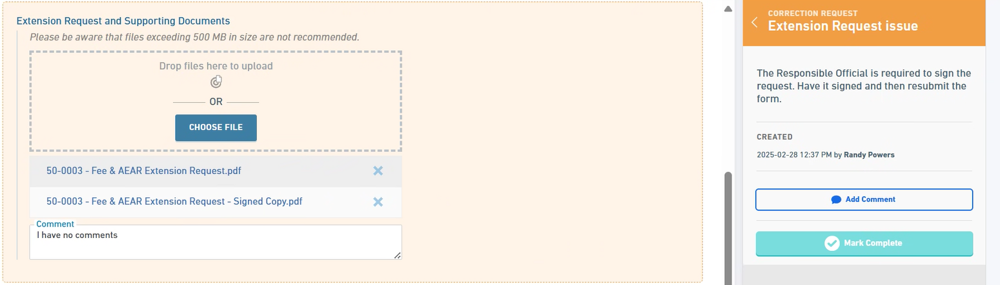 Extension Request and Supporting Documents
Please be aware that files exceeding 500 MB in size are not recommended.
Drop files here to upload
OR
CHOOSE FILE
50-0003 - Fee & AEAR Extension Request.pdf
50-0003 - Fee & AEAR Extension Request - Signed Copy.pdf
Comment
I have no comments
CORRECTION REQUEST
Extension Request issue
The Responsible Official is required to sign the
request. Have it signed and then resubmit the
form.
CREATED
2025-02-28 12:37 PM by Randy Powers
Add Comment
Mark Complete